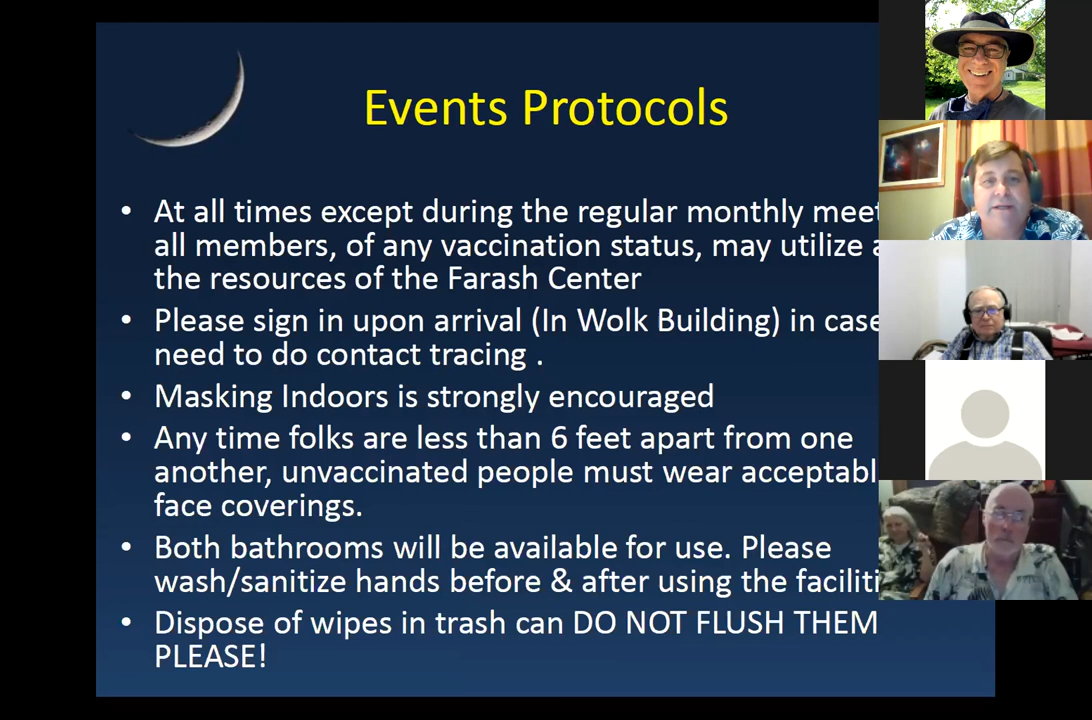 Events Protocols
• At all times except during the regular monthly meet
all members, of any vaccination status, may utilize a
the resources of the Farash Center
• Please sign in upon arrival (In Wolk Building) in case
need to do contact tracing .
• Masking Indoors is strongly encouraged
• Any time folks are less than 6 feet apart from one
another, unvaccinated people must wear acceptabl
face coverings.
• Both bathrooms will be available for use. Please
wash/sanitize hands before & after using the faciliti
• Dispose of wipes in trash can DO NOT FLUSH THEM
PLEASE!